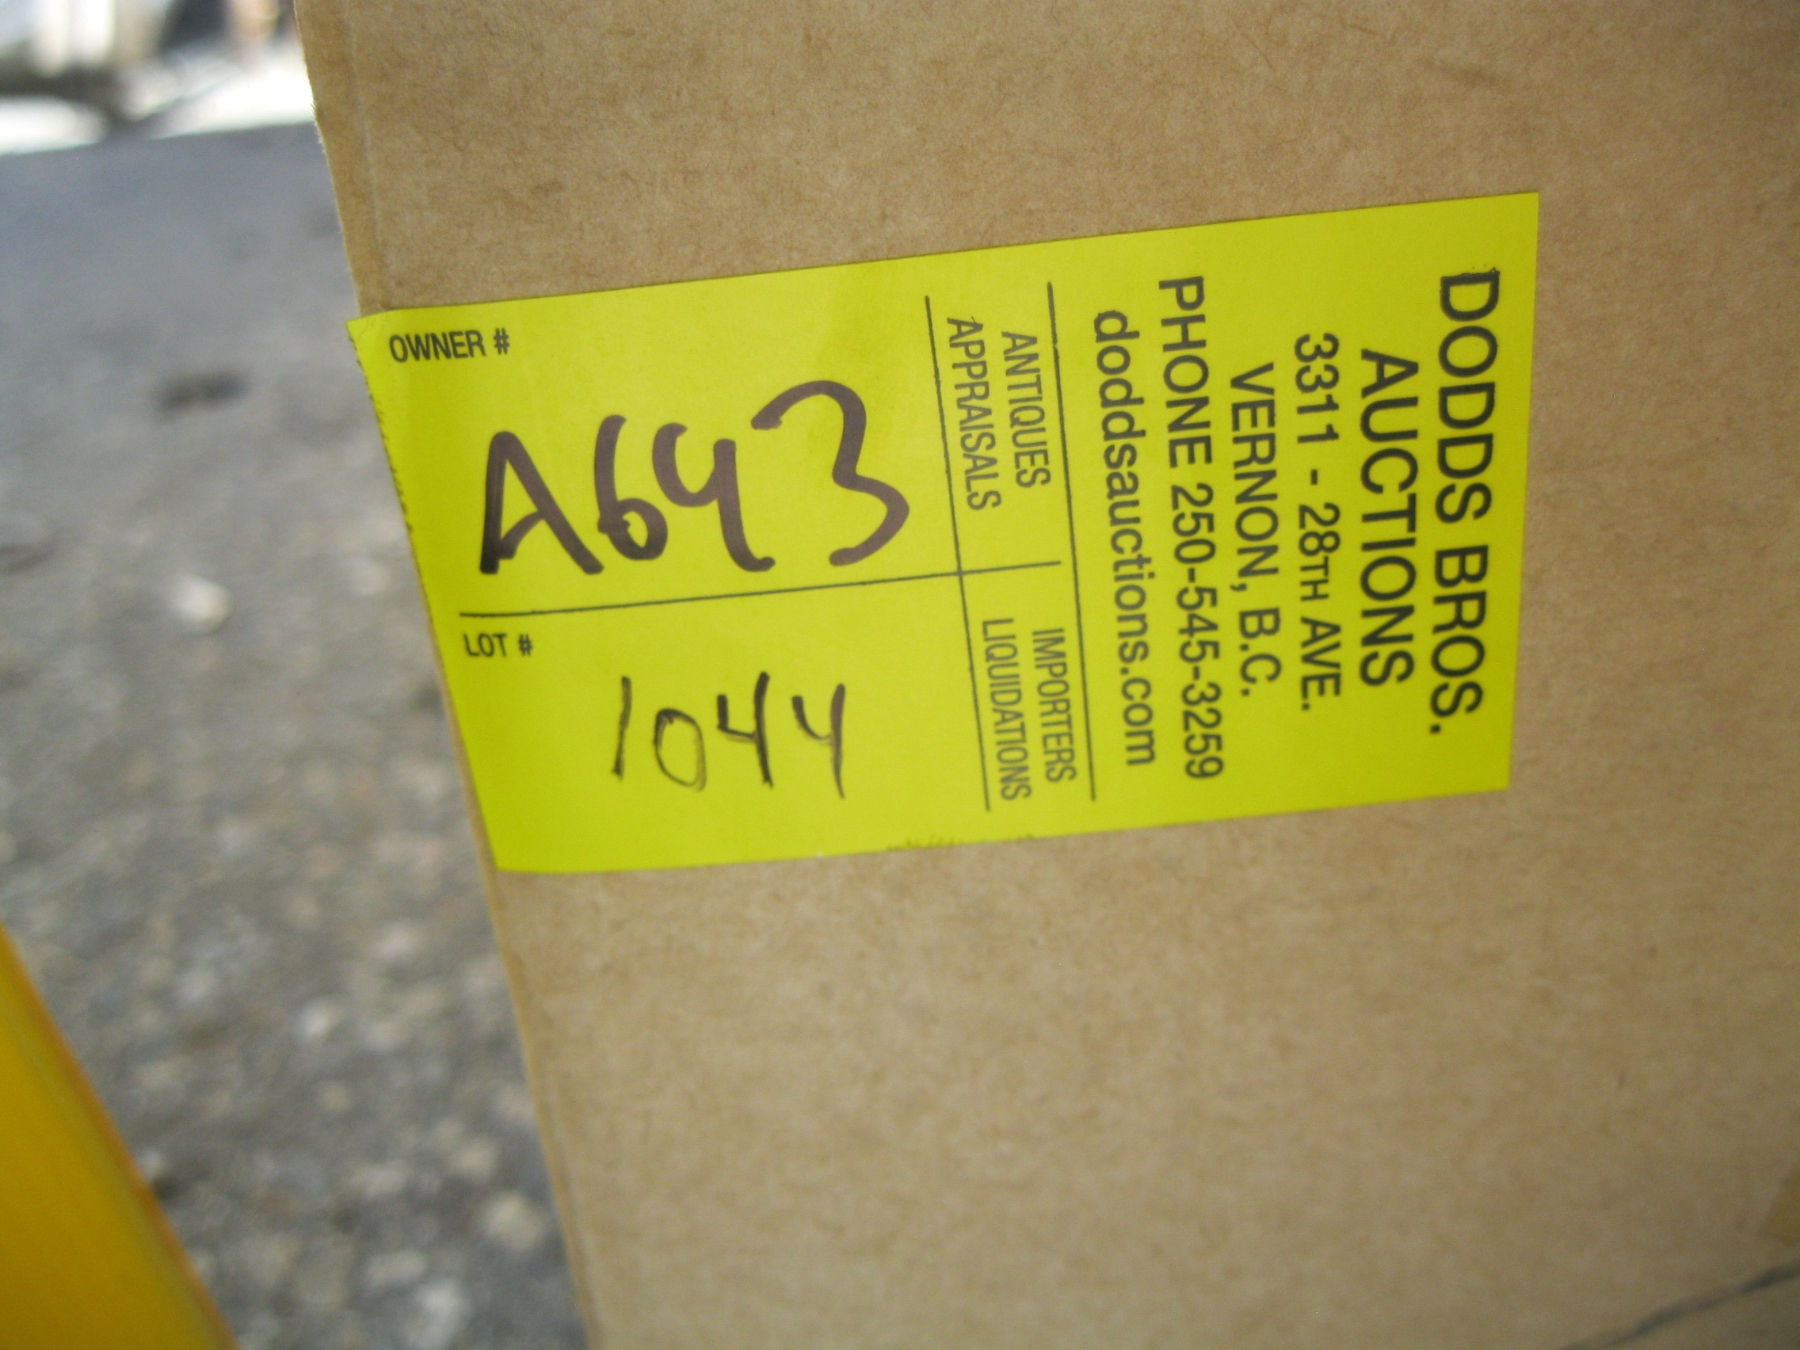 DODDS BROS.
AUCTIONS
3311 - 28TH AVE.
VERNON, B.C.
PHONE 250-545-3259
doddsauctions.com
ANTIQUES
APPRAISALS
IMPORTERS
LIQUIDATIONS
OWNER #
A643
LOT #
1044